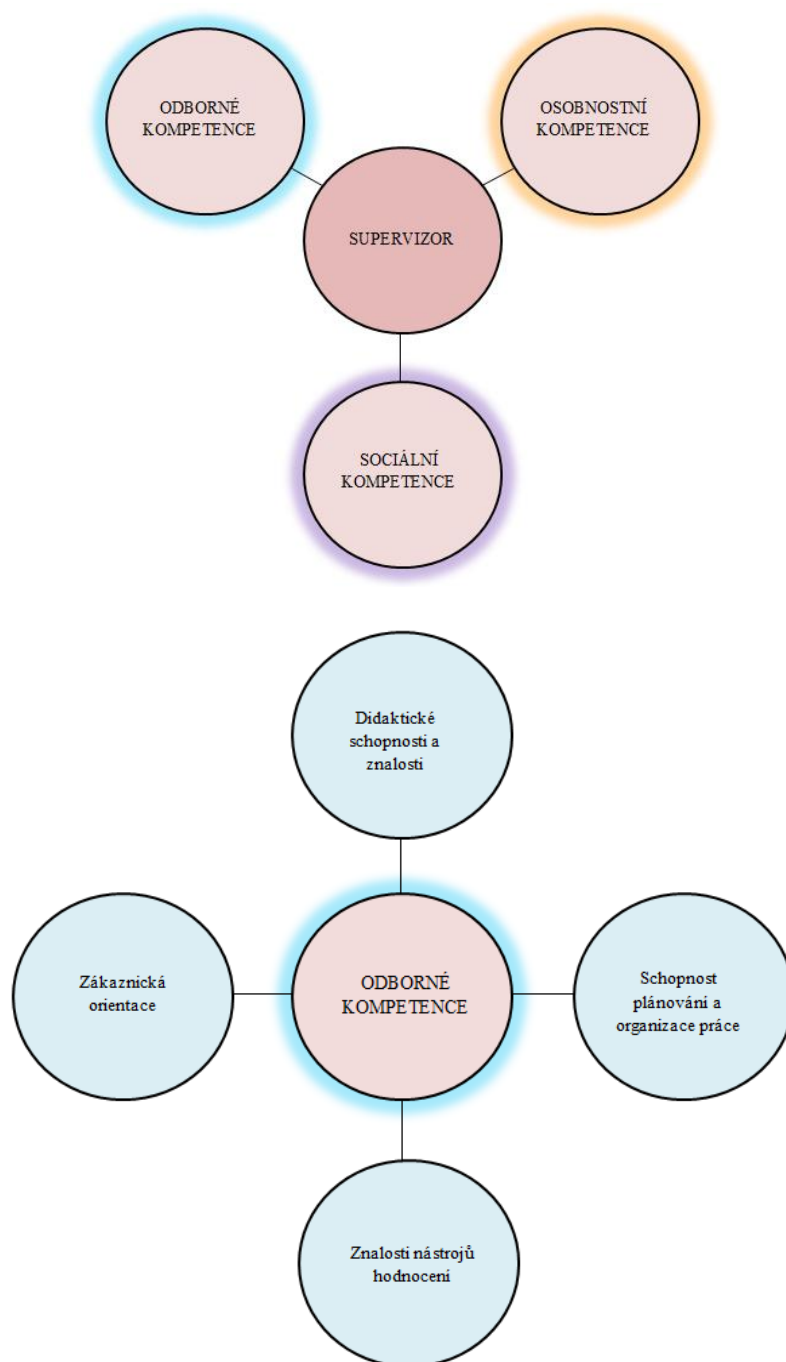 ODBORNÉ
KOMPETENCE
OSOBNOSTNÍ
KOMPETENCE
SUPERVIZOR
SOCIÁLNÍ
KOMPETENCE
Didaktické
schopnosti a
znalosti
Zákaznická
orientace
ODBORNÉ
KOMPETENCE
Schopnost
plánování a
organizace práce
Znalosti nástrojů
hodnocení